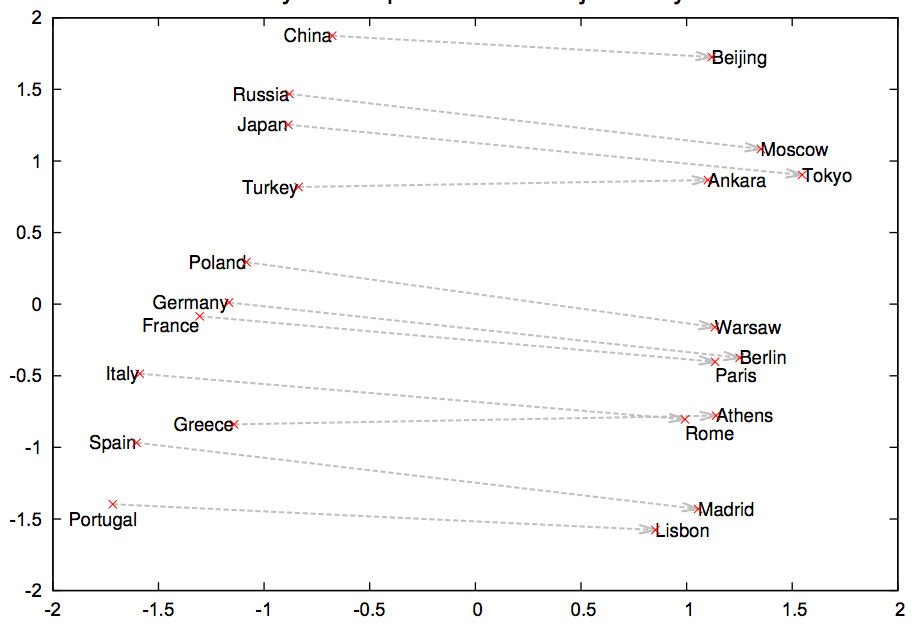 2
China
Beijing
1.5
Russia
Japan
Moscow
1
Tokyo
Ankara
Turkey
0.5
Poland
0
Germany
France
Warsaw
Berlin
-0.5
Italy
Paris
Athens
Greece
Rome
-1
Spain
Madrid
-1.5
Portugal
Lisbon
-2
-2 -1.5 -1 -0.5 0 0.5 1 1.5 2